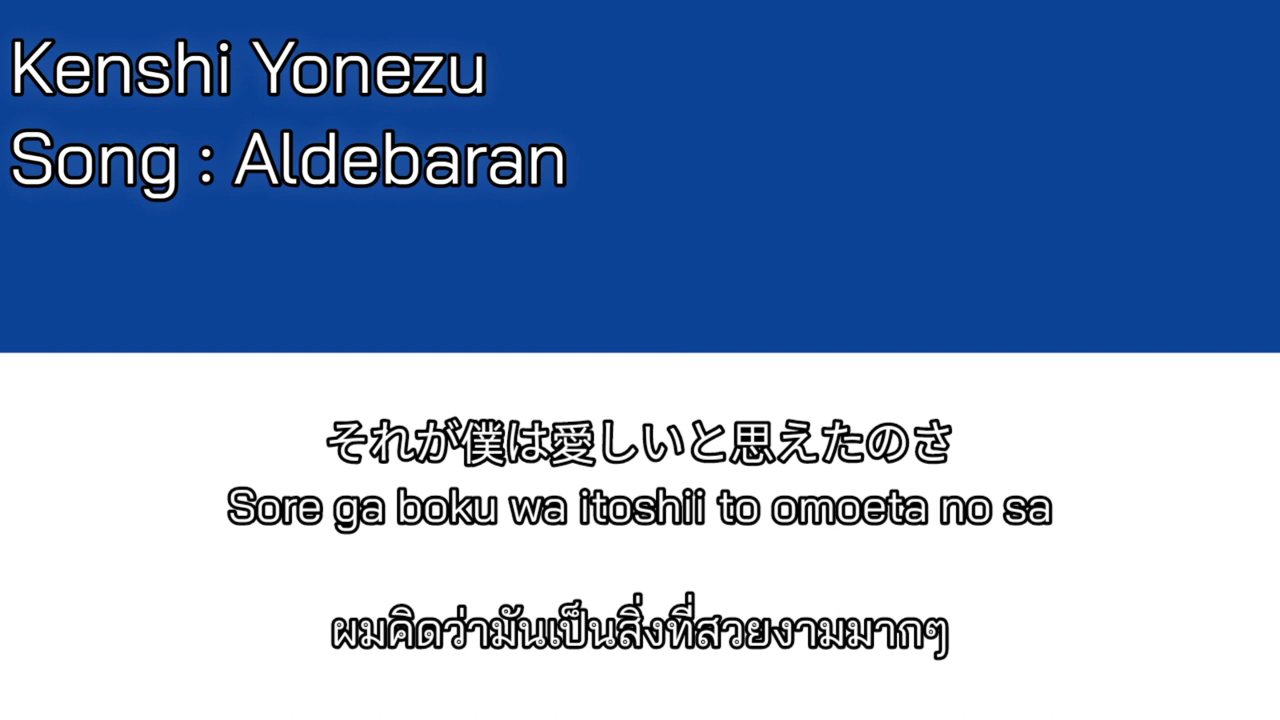 Kenshi Yonezu
Song : Aldebaran
それが僕は愛しいと思えたのさ
Sore ga boku wa itoshii to omoeta no sa
ผมคิดว่ามันเป็นสิ่งที่สวยงามมากๆ